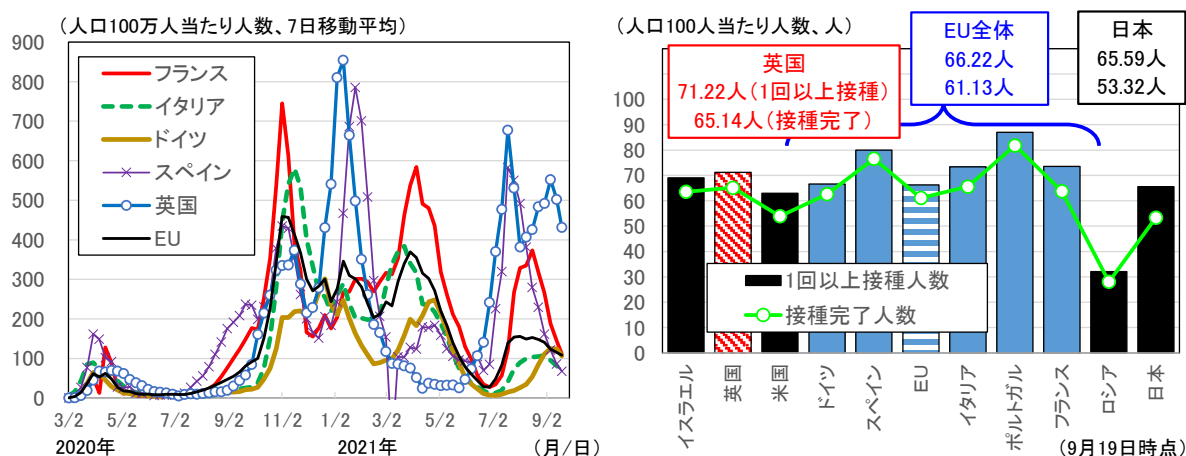 (人口100万人当たり人数、7日移動平均)
900
800
700
600
500
400
300
200
100
0
フランス
イタリア
ドイツ
スペイン
英国
EU
3/2
5/2
7/2
9/2
11/2
1/2
3/2
5/2
7/2
9/2
2020年
2021年
(月/日)
(人口100人当たり人数、人)
100
90
80
70
60
50
40
30
20
10
0
英国
71.22人(1回以上接種)
65.14人(接種完了)
EU全体
66.22人
61.13人
日本
65.59人
53.32人
1回以上接種人数
接種完了人数
イスラエル
英国
米国
ドイツ
スペイン
EU
イタリア
ポルトガル
フランス
ロシア
日本
(9月19日時点)